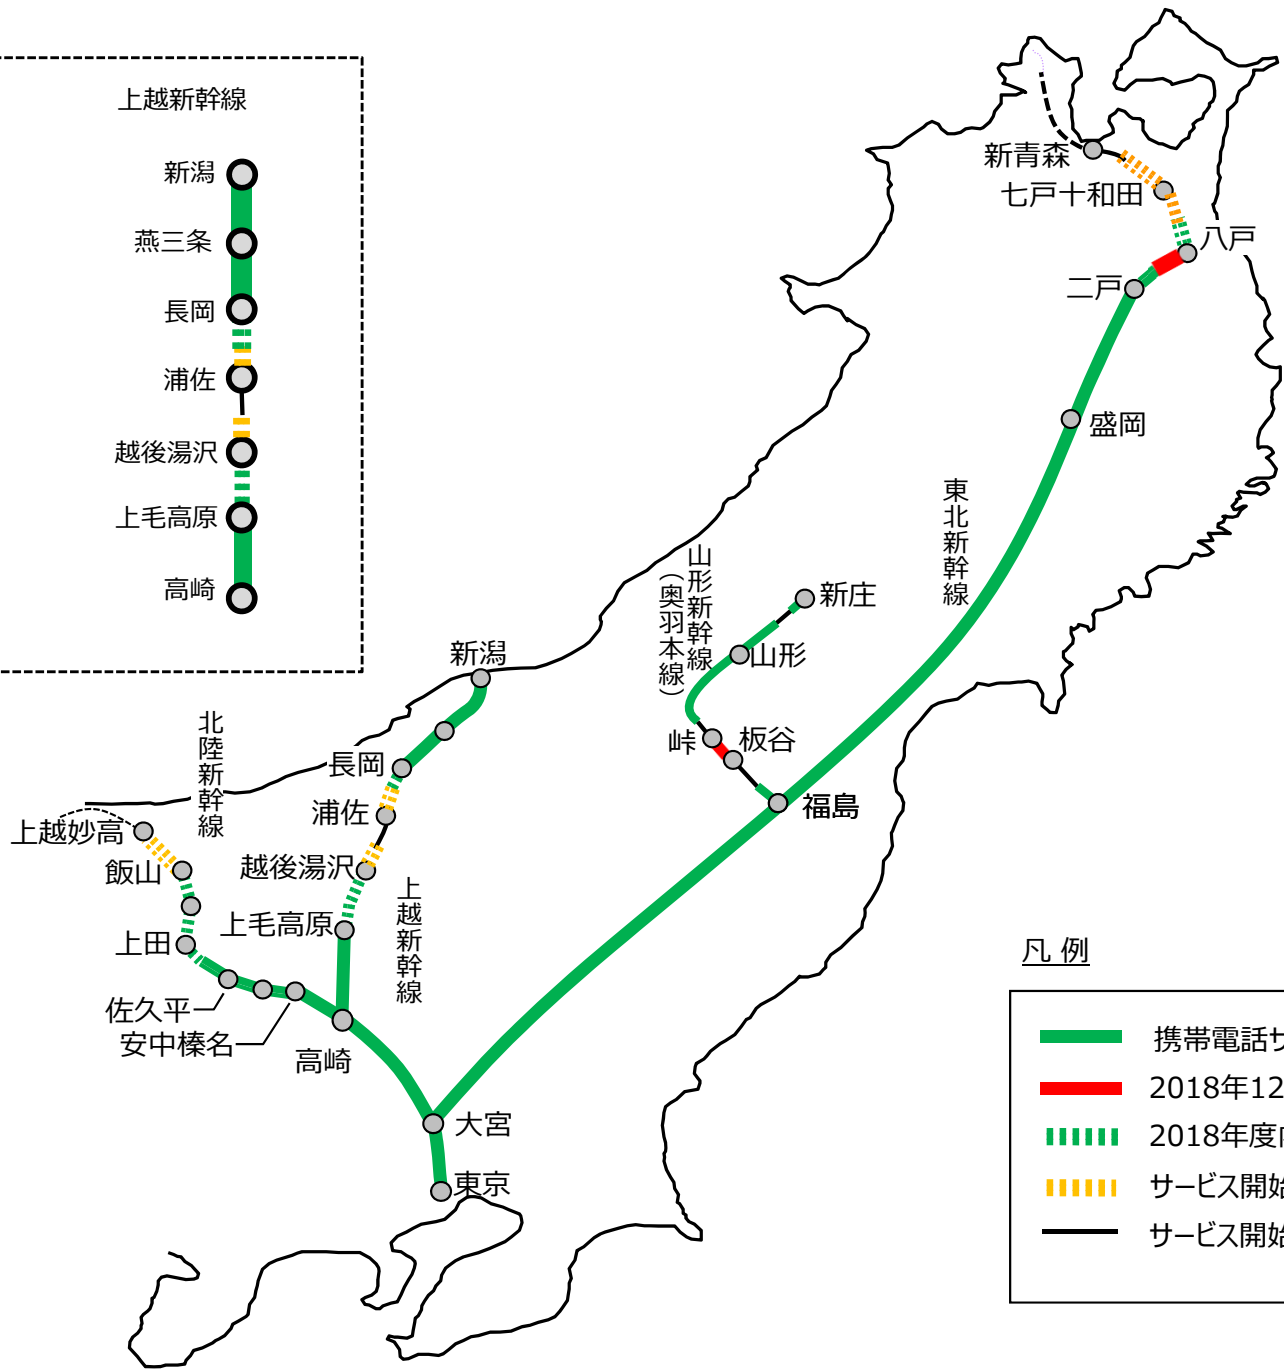 上越新幹線
新潟
燕三条
長岡
浦佐
越後湯沢
上毛高原
高崎
新青森
七戸十和田
八戸
二戸
盛岡
東北新幹線
山形新幹線
（奥羽本線）
新庄
山形
峠
板谷
福島
新潟
北陸新幹線
長岡
浦佐
上越妙高
飯山
越後湯沢
上越新幹線
上毛高原
上田
佐久平
安中榛名
高崎
大宮
東京
凡 例
携帯電話サ
2018年12
2018年度
サービス開始
サービス開始